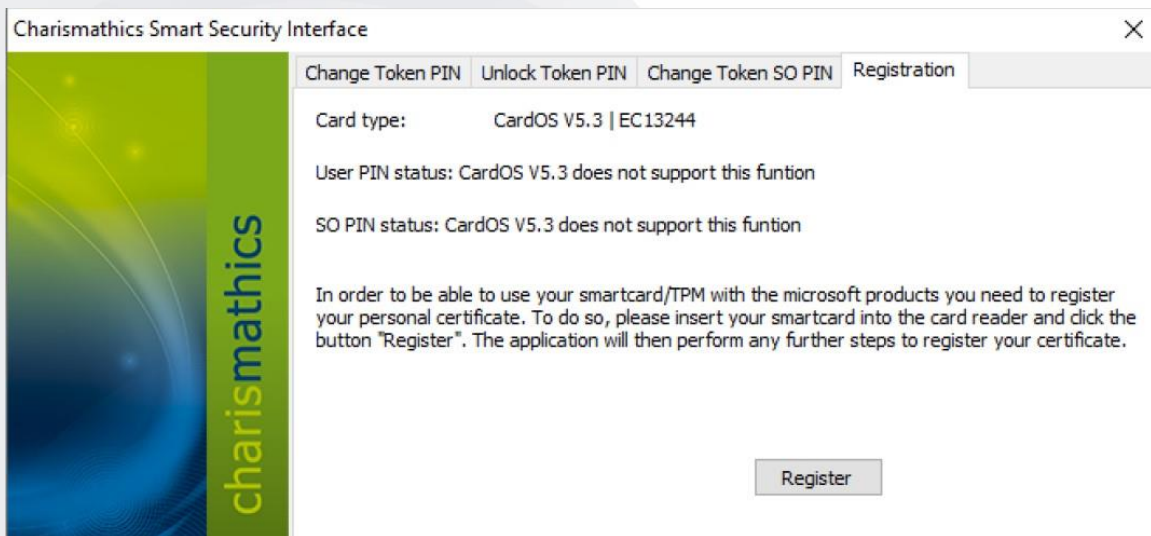 Charismathics Smart Security Interface
Change Token PIN Unlock Token PIN Change Token SO PIN Registration
Card type: CardOS V5.3 | EC13244
User PIN status: CardOS V5.3 does not support this funtion
SO PIN status: CardOS V5.3 does not support this funtion
In order to be able to use your smartcard/TPM with the microsoft products you need to register
your personal certificate. To do so, please insert your smartcard into the card reader and click the
button "Register". The application will then perform any further steps to register your certificate.
Register
charismathics